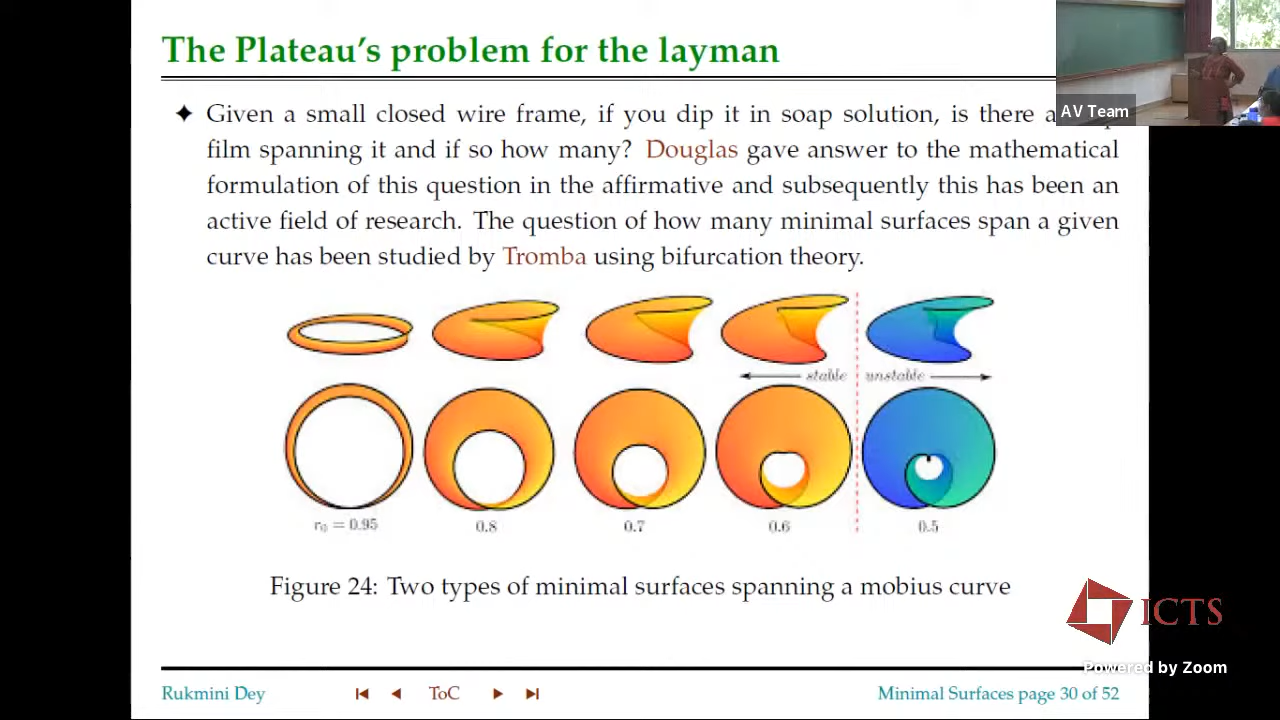 The Plateau's problem for the layman
AV Team
✦ Given a small closed wire frame, if you dip it in soap solution, is there a
film spanning it and if so how many? Douglas gave answer to the mathematical
formulation of this question in the affirmative and subsequently this has been an
active field of research. The question of how many minimal surfaces span a given
curve has been studied by Tromba using bifurcation theory.
stable unstable
r₀ = 0.95 0.8 0.7 0.6 0.5
Figure 24: Two types of minimal surfaces spanning a mobius curve
ICTS
Powered by Zoom
Rukmini Dey ToC Minimal Surfaces page 30 of 52